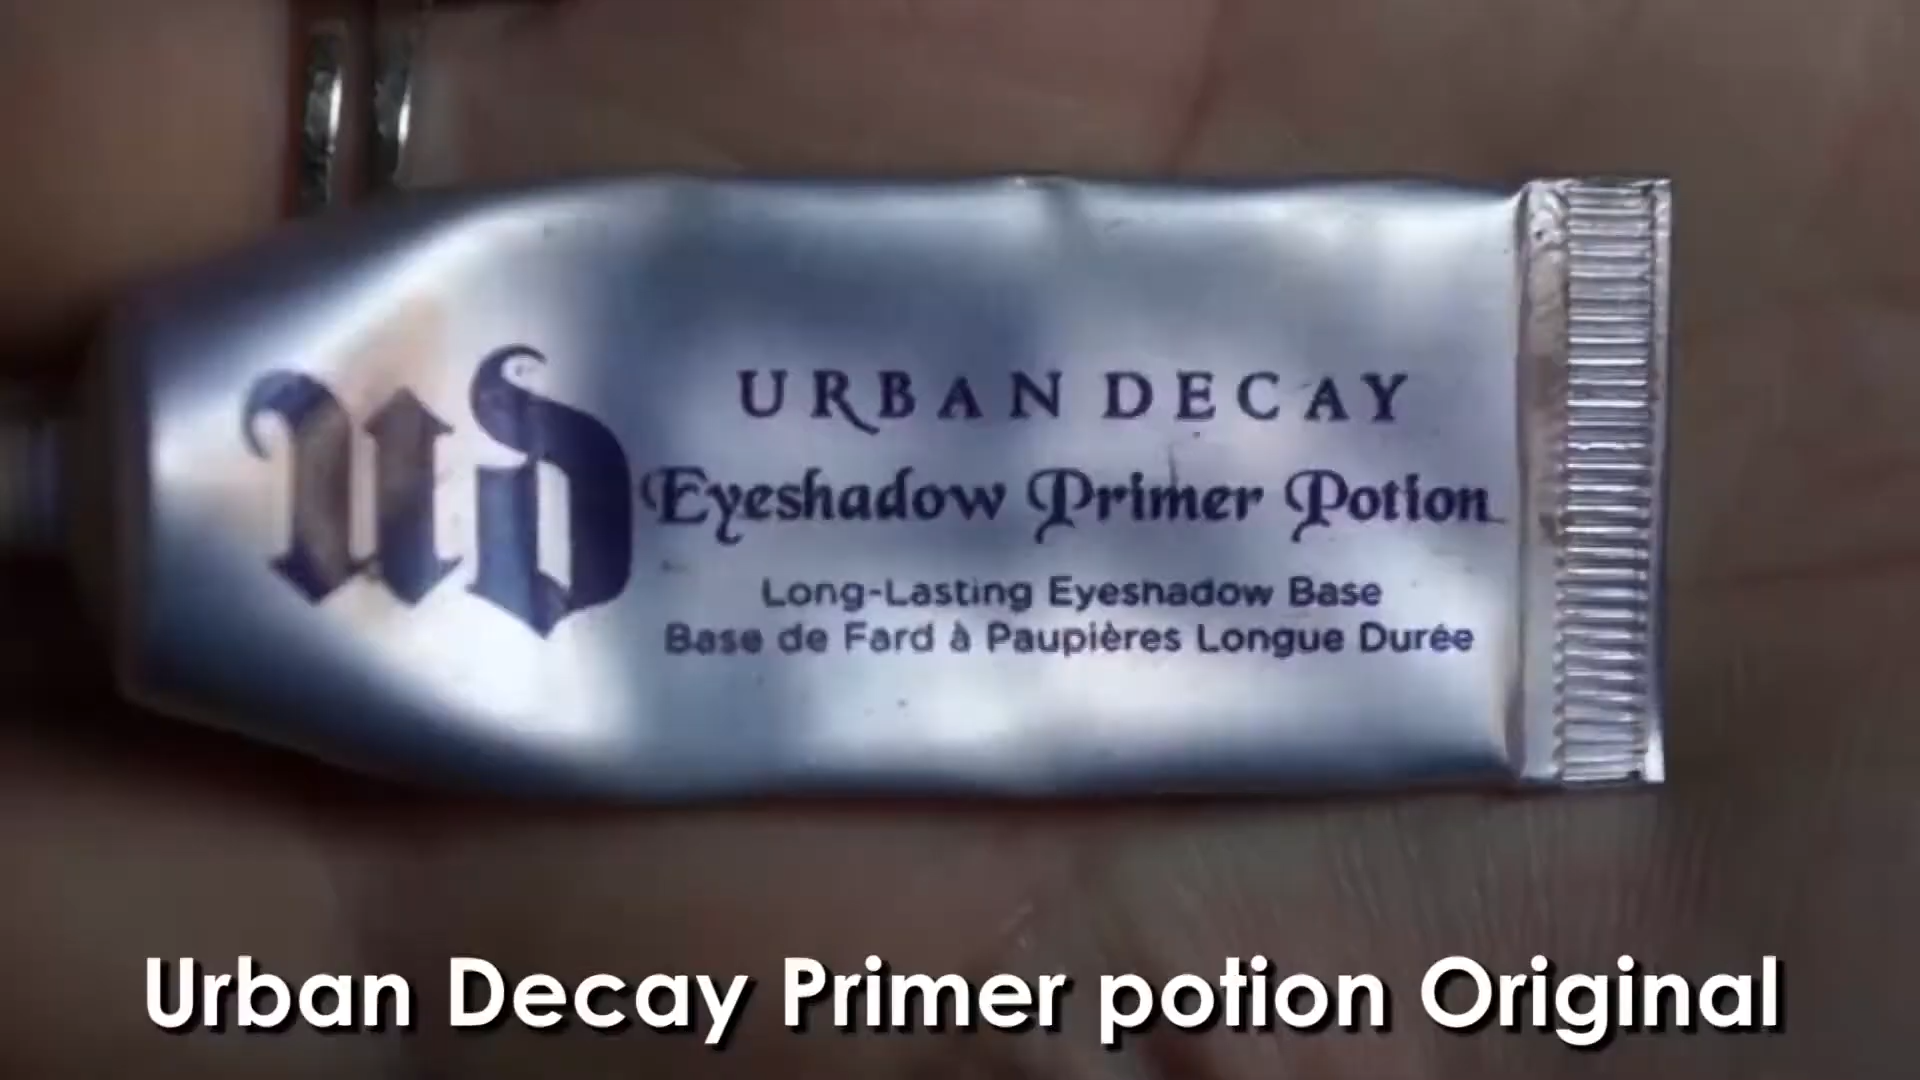 UD
URBAN DECAY
Eyeshadow Primer Potion
Long-Lasting Eyeshadow Base
Base de Fard à Paupières Longue Durée
Urban Decay Primer potion Original